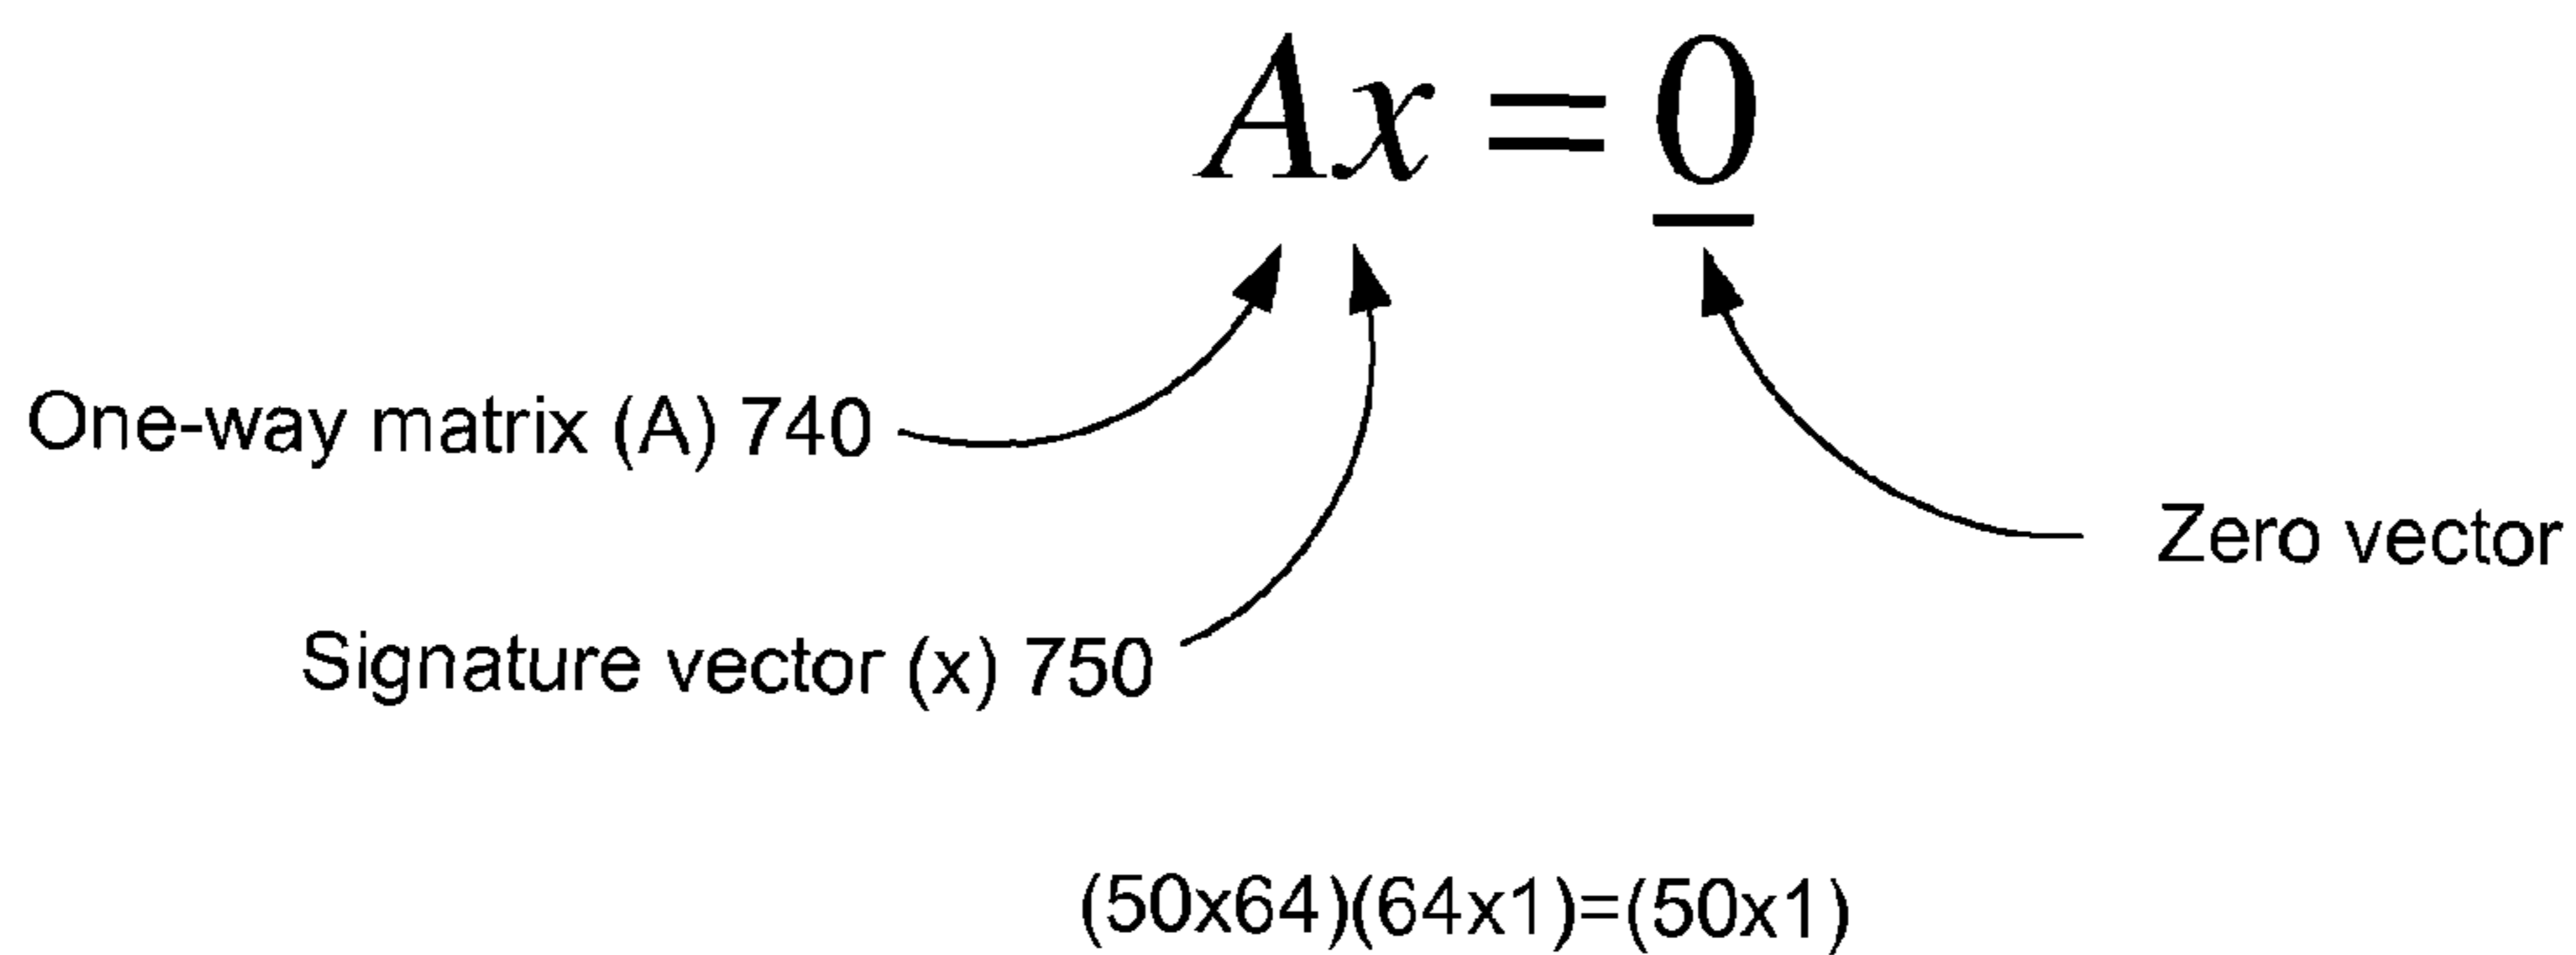 Ax = 0
One-way matrix (A) 740
Zero vector
Signature vector (x) 750
(50x64)(64x1)=(50x1)